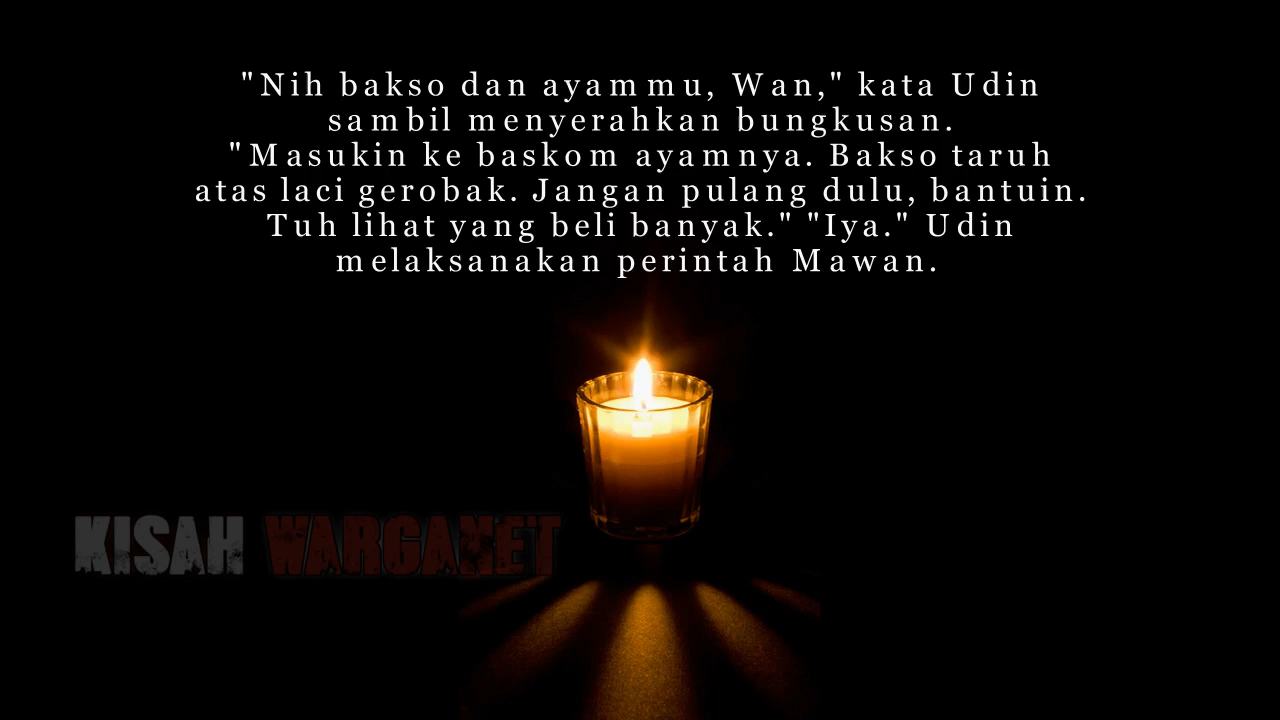 "Nih bakso dan ayammu, Wan," kata Udin
sambil menyerahkan bungkusan.
"Masukin ke baskom ayamnya. Bakso taruh
atas laci gerobak. Jangan pulang dulu, bantuin.
Tuh lihat yang beli banyak." "Iya." Udin
melaksanakan perintah Mawan.
KISAH WARGANET